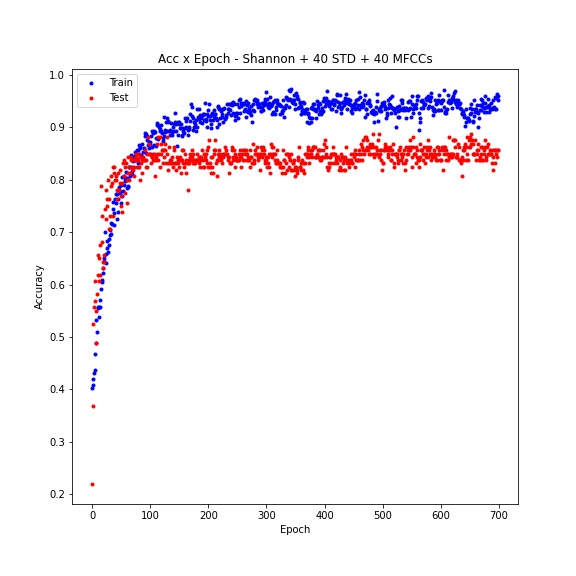 Acc x Epoch - Shannon + 40 STD + 40 MFCCs
Train
Test
1.0
0.9
0.8
0.7
0.6
0.5
0.4
0.3
0.2
Accuracy
0 100 200 300 400 500 600 700
Epoch